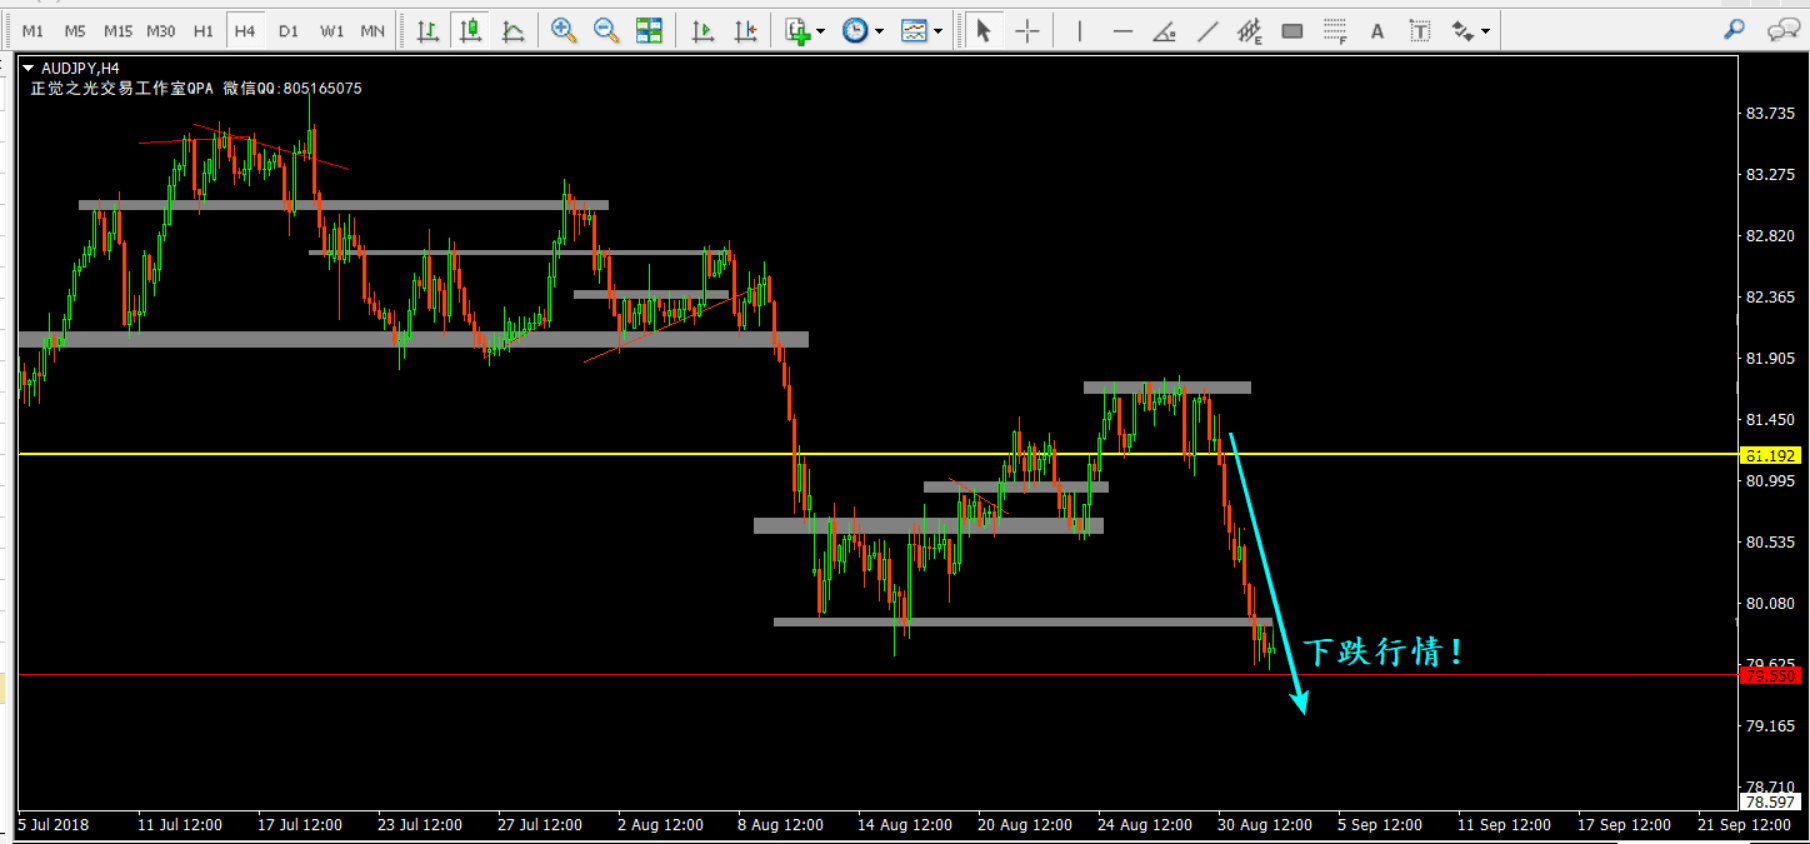 M1 M5 M15 M30 H1 H4 D1 W1 MN
E F A T
AUDJPY,H4
正觉之光交易工作室QPA 微信QQ:805165075
83.735
83.275
82.820
82.365
81.905
81.450
81.192
80.995
80.535
80.080
下跌行情!
79.625
79.550
79.165
78.710
78.597
5 Jul 2018 11 Jul 12:00 17 Jul 12:00 23 Jul 12:00 27 Jul 12:00 2 Aug 12:00 8 Aug 12:00 14 Aug 12:00 20 Aug 12:00 24 Aug 12:00 30 Aug 12:00 5 Sep 12:00 11 Sep 12:00 17 Sep 12:00 21 Sep 12:00